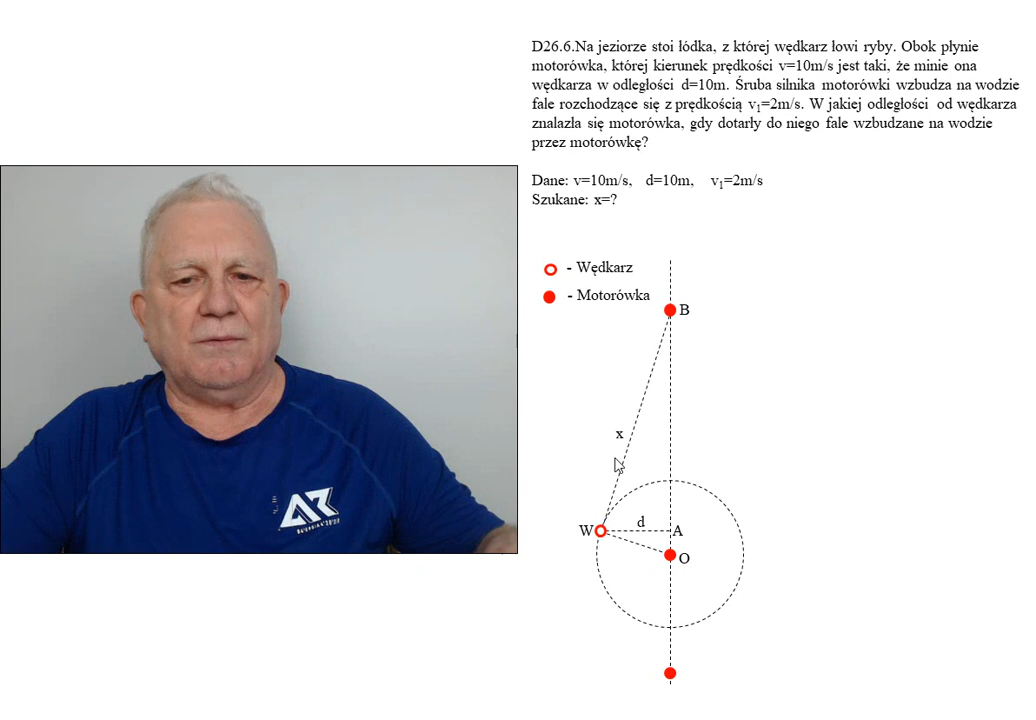 D26.6.Na jeziorze stoi łódka, z której wędkarz łowi ryby. Obok płynie
motorówka, której kierunek prędkości v=10m/s jest taki, że minie ona
wędkarza w odległości d=10m. Śruba silnika motorówki wzbudza na wodzie
fale rozchodzące się z prędkością v₁=2m/s. W jakiej odległości od wędkarza
znalazła się motorówka, gdy dotarły do niego fale wzbudzane na wodzie
przez motorówkę?
Dane: v=10m/s, d=10m, v₁=2m/s
Szukane: x=?
- Wędkarz
- Motorówka
B
x
W
d
A
O